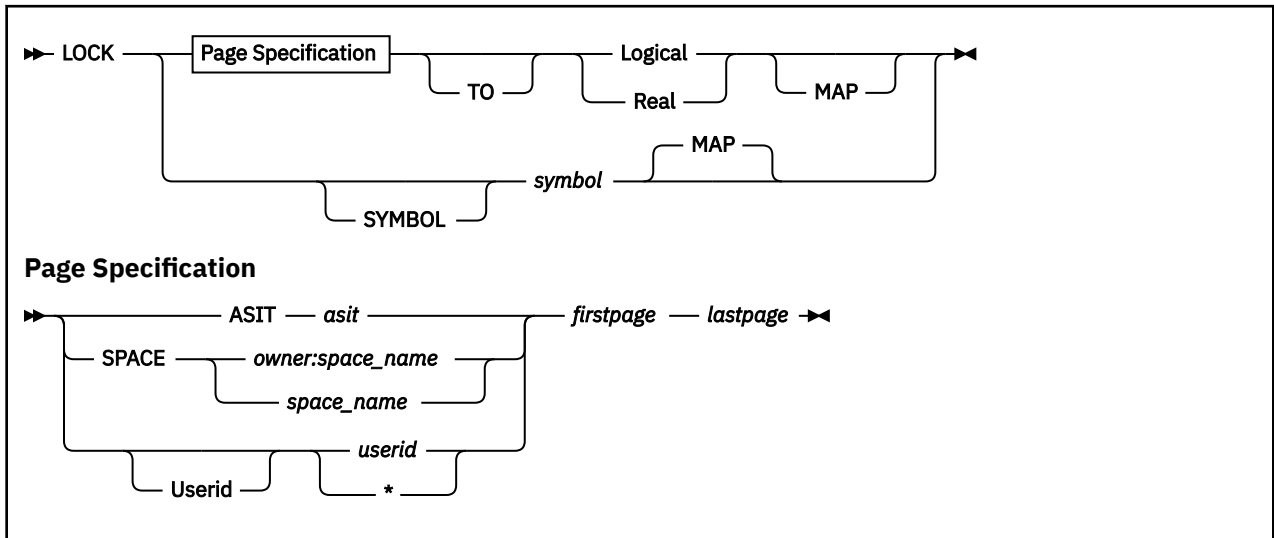 LOCK Page Specification TO Logical MAP
Real
MAP
SYMBOL symbol
Page Specification
ASIT asit firstpage lastpage
SPACE owner:space_name
space_name
Userid userid
*